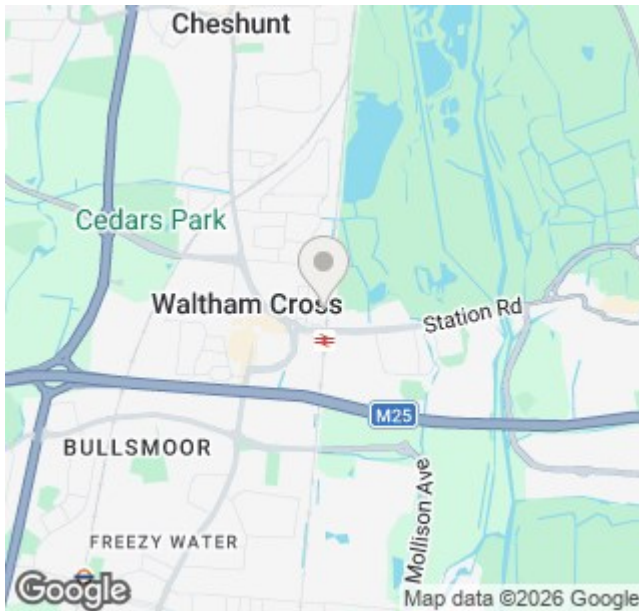 Cheshunt
Cedars Park
Waltham Cross
Station Rd
M25
BULLSMOOR
Mollison Ave
FREEZY WATER
Google
Map data ©2026 Google